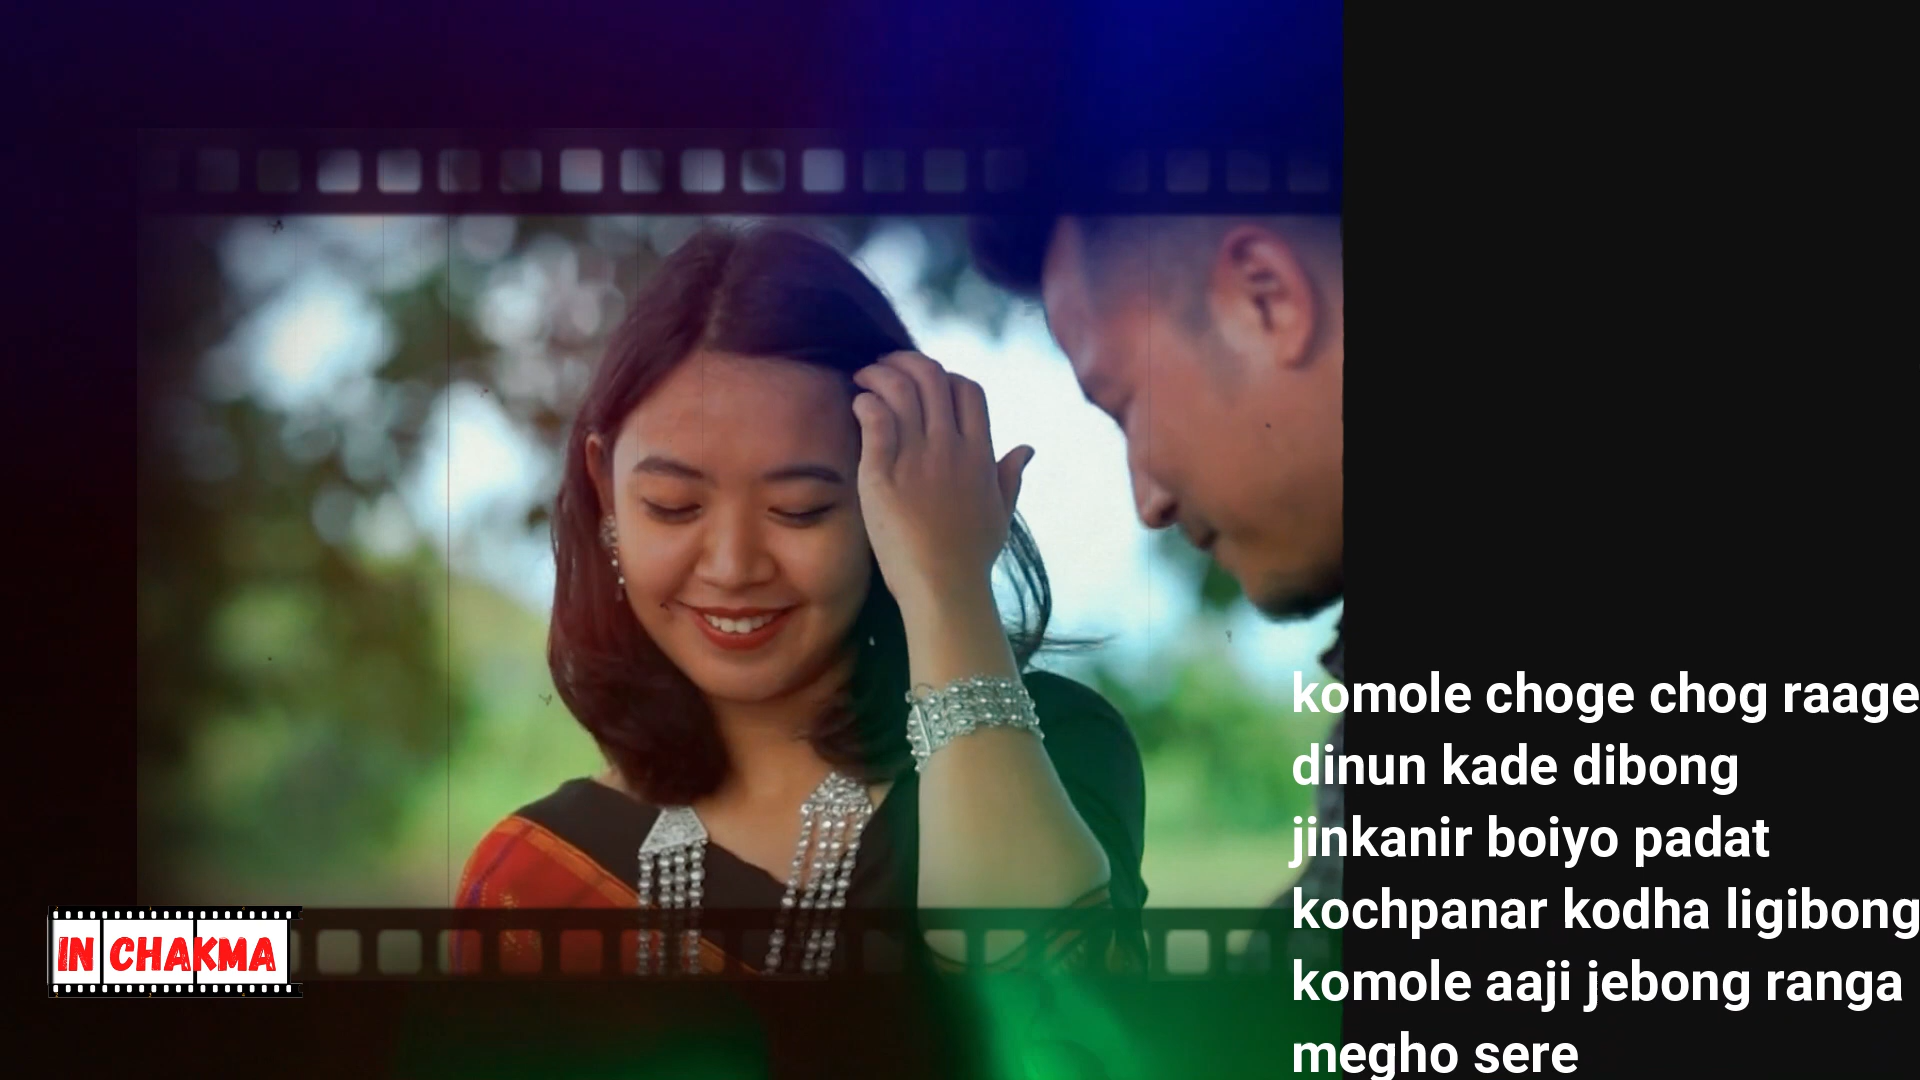 IN CHAKMA
komole choge chog raage
dinun kade dibong
jinkanir boiyo padat
kochpanar kodha ligibong
komole aaji jebong ranga
megho sere